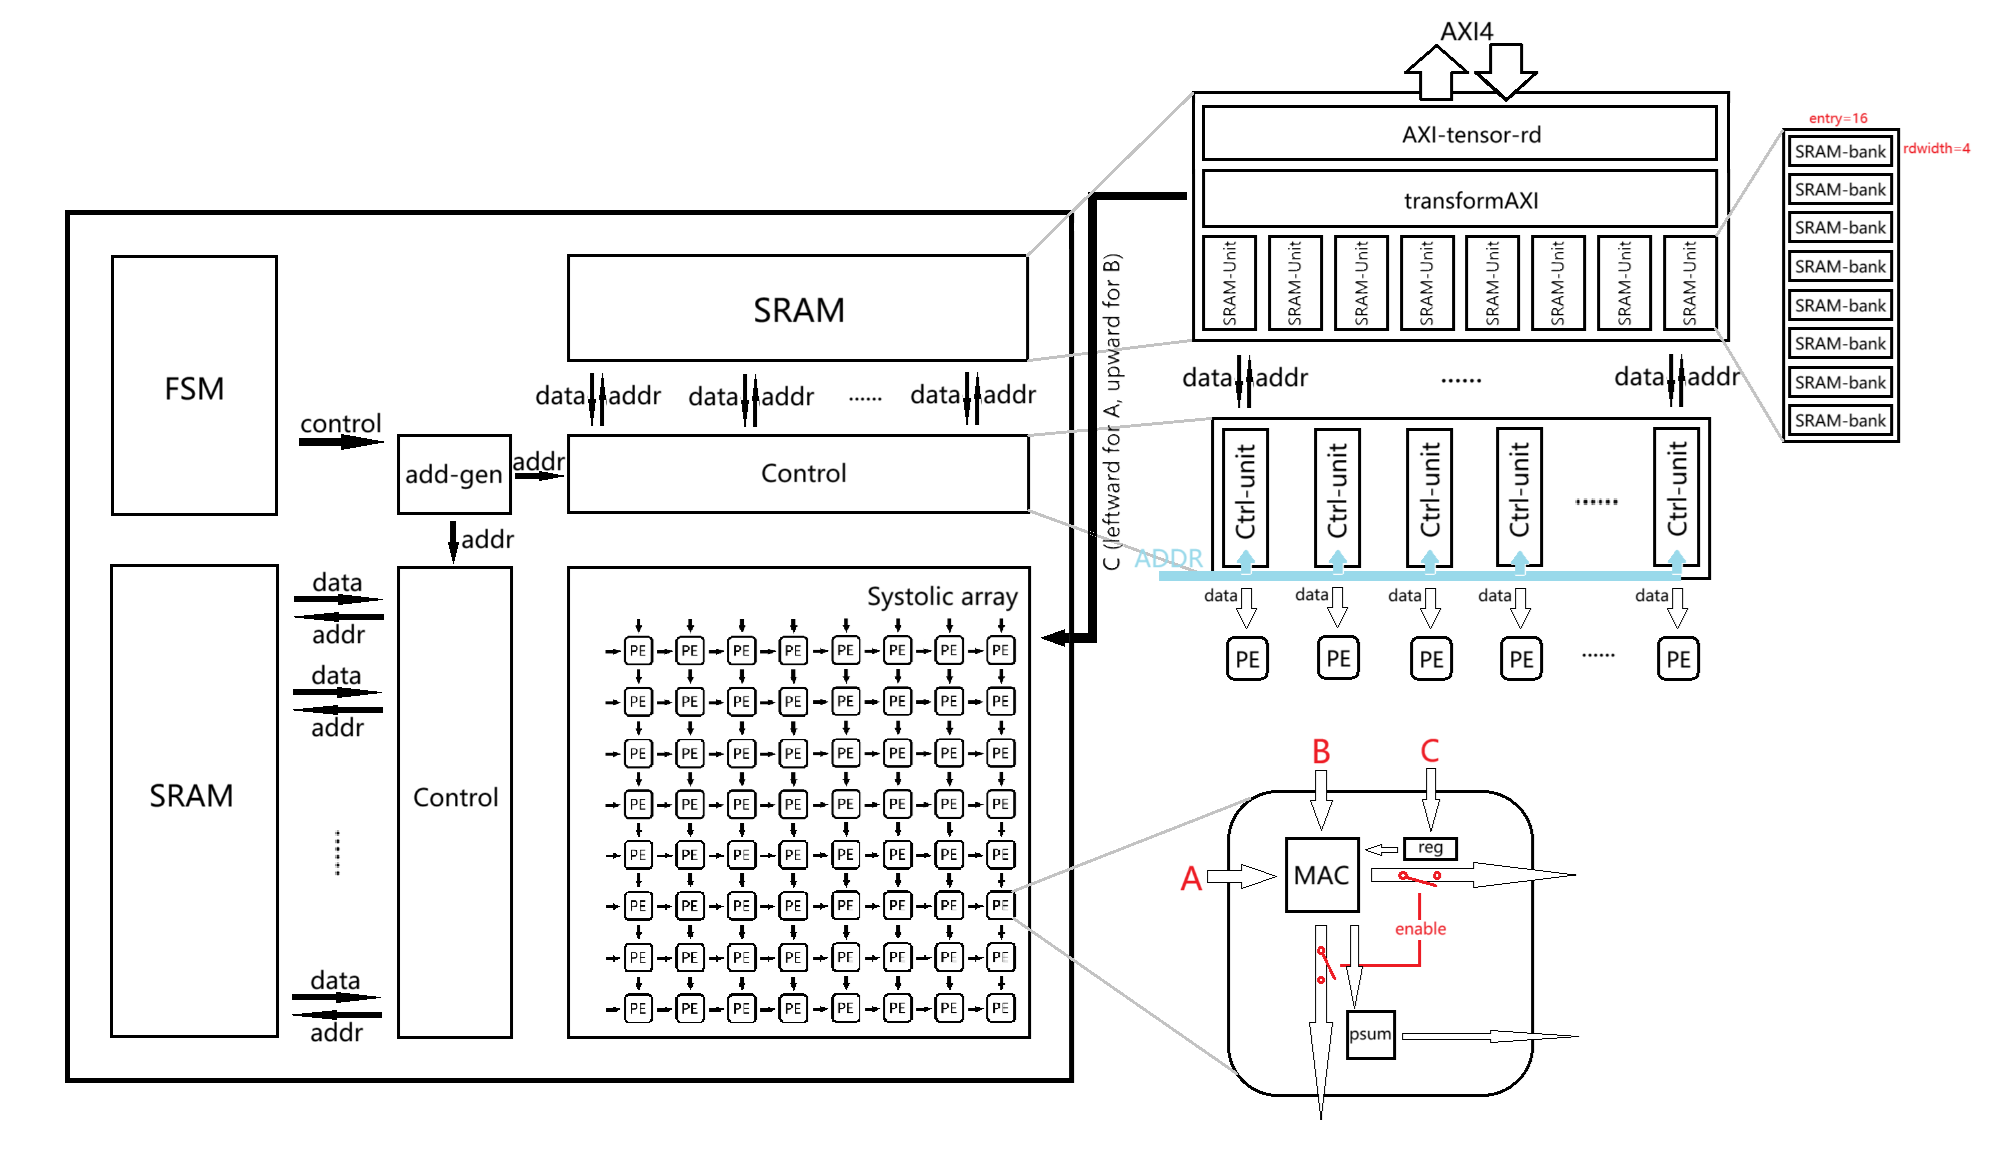 AXI4
AXI-tensor-rd
transformAXI
SRAM-Unit
SRAM-Unit
SRAM-Unit
SRAM-Unit
SRAM-Unit
SRAM-Unit
SRAM-Unit
SRAM-Unit
entry=16
rdwidth=4
SRAM-bank
SRAM-bank
SRAM-bank
SRAM-bank
SRAM-bank
SRAM-bank
SRAM-bank
SRAM-bank
FSM
control
add-gen
addr
addr
SRAM
data addr
data addr
......
data addr
Control
SRAM
data
addr
data
addr
......
data
addr
Control
Systolic array
PE PE PE PE PE PE PE PE
PE PE PE PE PE PE PE PE
PE PE PE PE PE PE PE PE
PE PE PE PE PE PE PE PE
PE PE PE PE PE PE PE PE
PE PE PE PE PE PE PE PE
PE PE PE PE PE PE PE PE
PE PE PE PE PE PE PE PE
C (leftward for A, upward for B)
data addr
......
data addr
Ctrl-unit
Ctrl-unit
Ctrl-unit
Ctrl-unit
......
Ctrl-unit
ADDR
data data data data data
PE PE PE PE ...... PE
B
C
A
MAC
reg
enable
psum